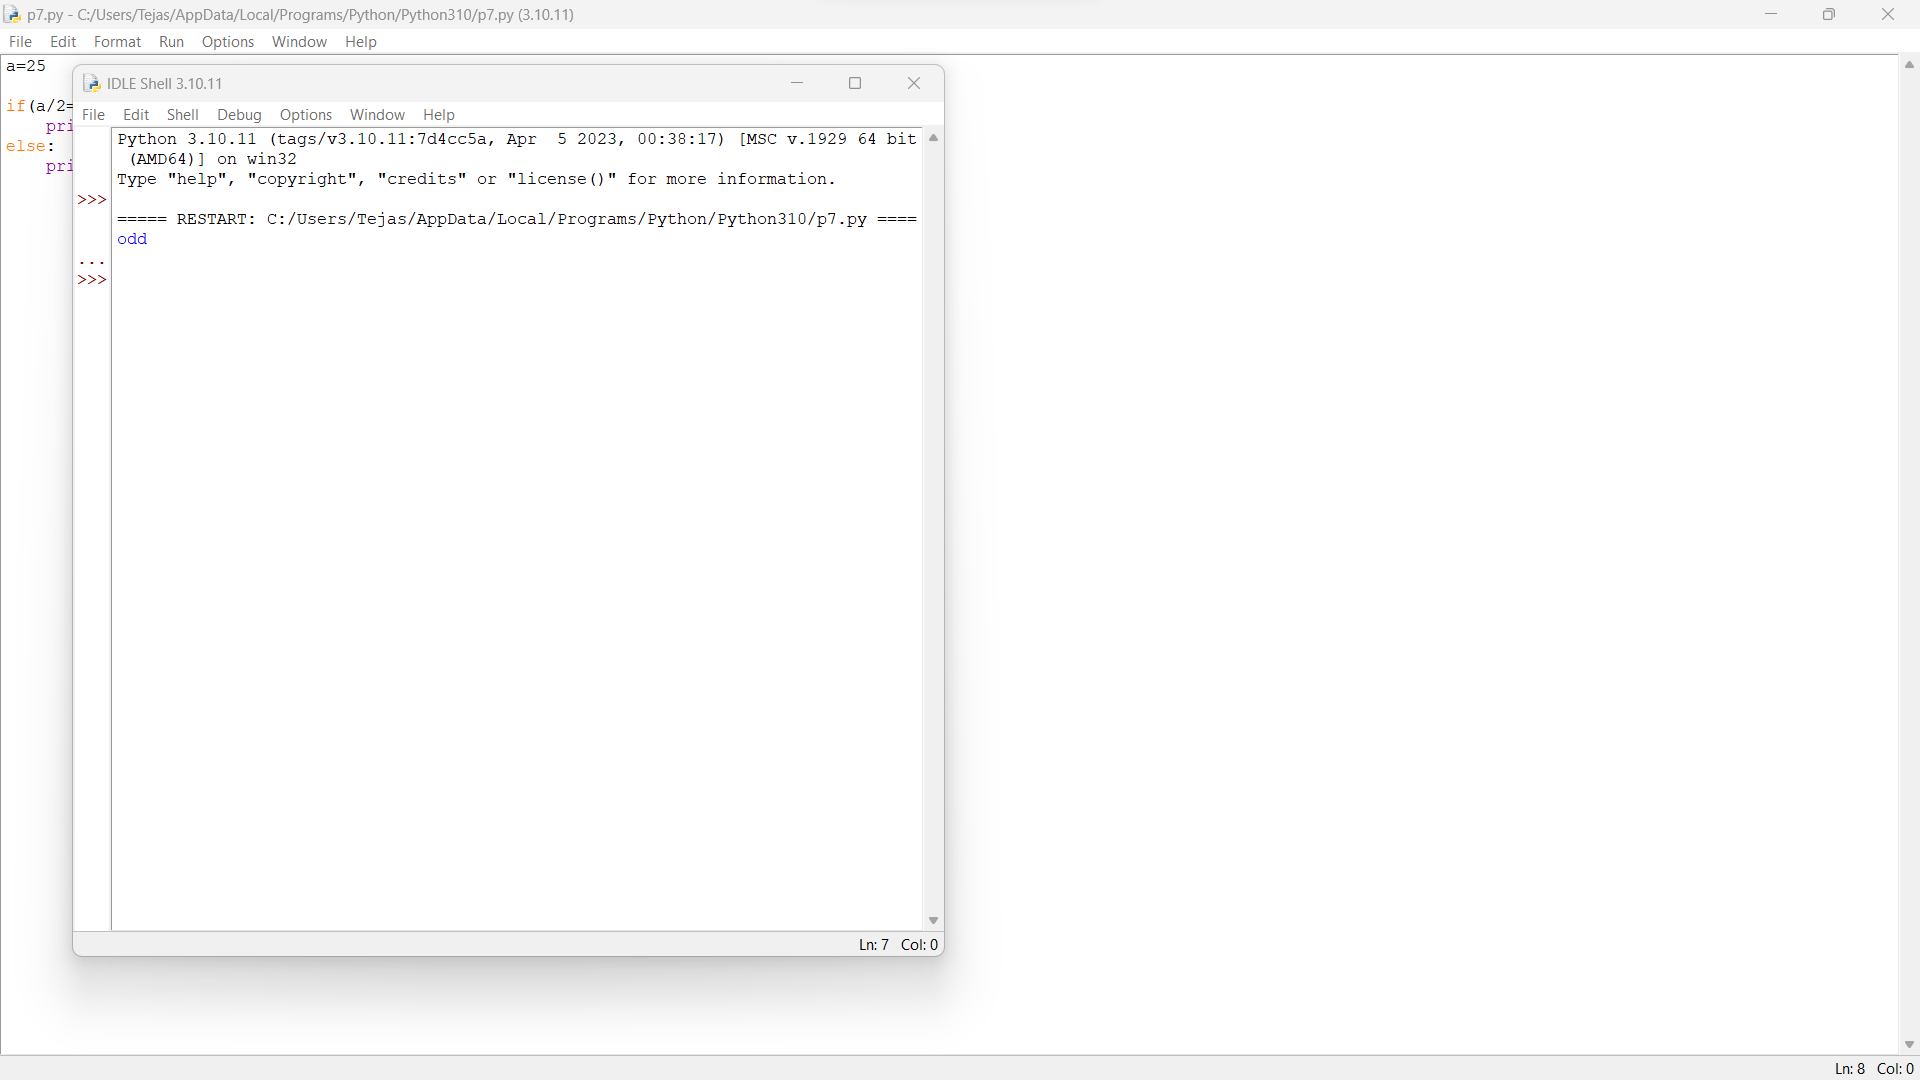 p7.py - C:/Users/Tejas/AppData/Local/Programs/Python/Python310/p7.py (3.10.11)
File Edit Format Run Options Window Help
a=25
if(a/2=
pri
else:
pri
IDLE Shell 3.10.11
File Edit Shell Debug Options Window Help
Python 3.10.11 (tags/v3.10.11:7d4cc5a, Apr  5 2023, 00:38:17) [MSC v.1929 64 bit
(AMD64)] on win32
Type "help", "copyright", "credits" or "license()" for more information.
>>>
===== RESTART: C:/Users/Tejas/AppData/Local/Programs/Python/Python310/p7.py ====
odd
...
>>>
Ln: 7 Col: 0
Ln: 8 Col: 0